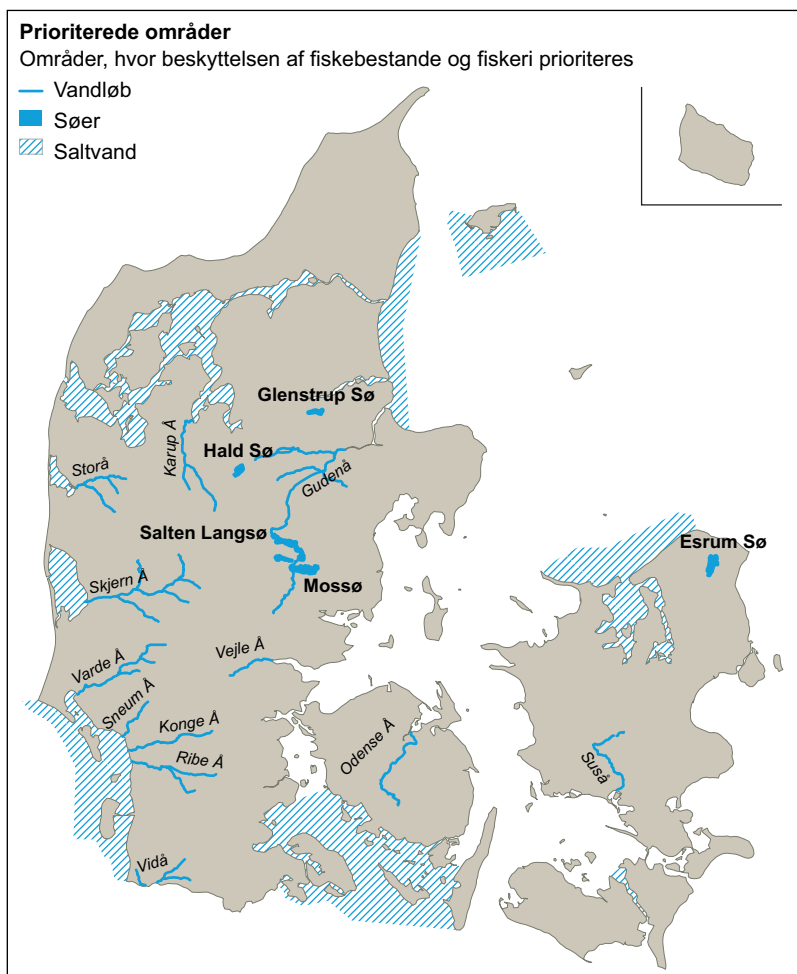 Prioriterede områder
Områder, hvor beskyttelsen af fiskebestande og fiskeri prioriteres
Vandløb
Søer
Saltvand
Glenstrup Sø
Karup Å
Hald Sø
Storå
Gudenå
Salten Langsø
Esrum Sø
Skjern Å
Mossø
Vejle Å
Varde Å
Sneum Å
Konge Å
Odense Å
Ribe Å
Suså
Vidå